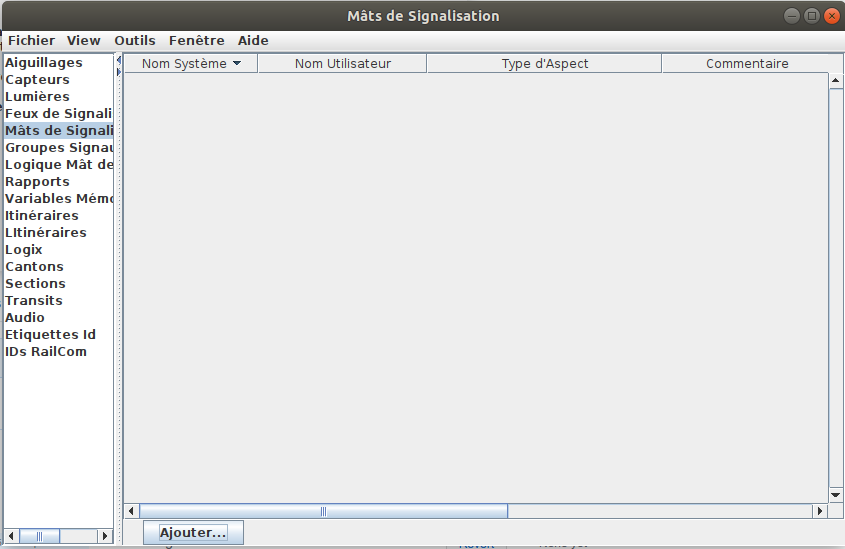 Mâts de Signalisation
Fichier View Outils Fenêtre Aide
Nom Système Nom Utilisateur Type d'Aspect Commentaire
Aiguillages
Capteurs
Lumières
Feux de Signali
Mâts de Signali
Groupes Signau
Logique Mât de
Rapports
Variables Mémo
Itinéraires
LItinéraires
Logix
Cantons
Sections
Transits
Audio
Etiquettes Id
IDs RailCom
Ajouter...